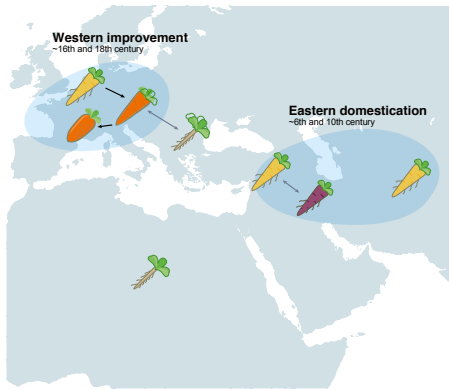 Western improvement
~16th and 18th century
Eastern domestication
~6th and 10th century